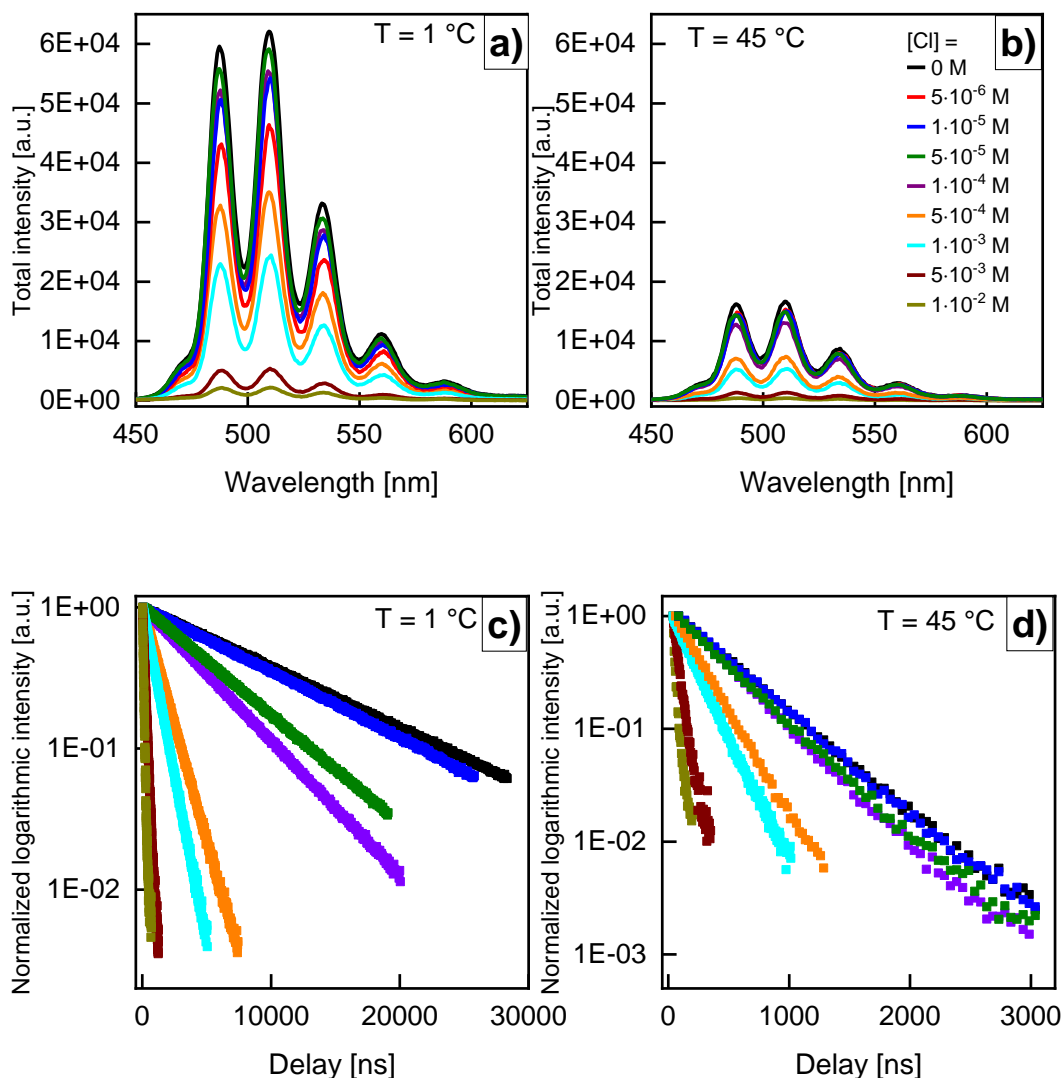 T = 1 °C
a)
6E+04
5E+04
4E+04
3E+04
2E+04
1E+04
0E+00
Total intensity [a.u.]
450 500 550 600
Wavelength [nm]
T = 45 °C
b)
[Cl] =
0 M
5·10⁻⁶ M
1·10⁻⁵ M
5·10⁻⁵ M
1·10⁻⁴ M
5·10⁻⁴ M
1·10⁻³ M
5·10⁻³ M
1·10⁻² M
6E+04
5E+04
4E+04
3E+04
2E+04
1E+04
0E+00
Total intensity [a.u.]
450 500 550 600
Wavelength [nm]
T = 1 °C
c)
1E+00
1E-01
1E-02
Normalized logarithmic intensity [a.u.]
0 10000 20000 30000
Delay [ns]
T = 45 °C
d)
1E+00
1E-01
1E-02
1E-03
Normalized logarithmic intensity [a.u.]
0 1000 2000 3000
Delay [ns]